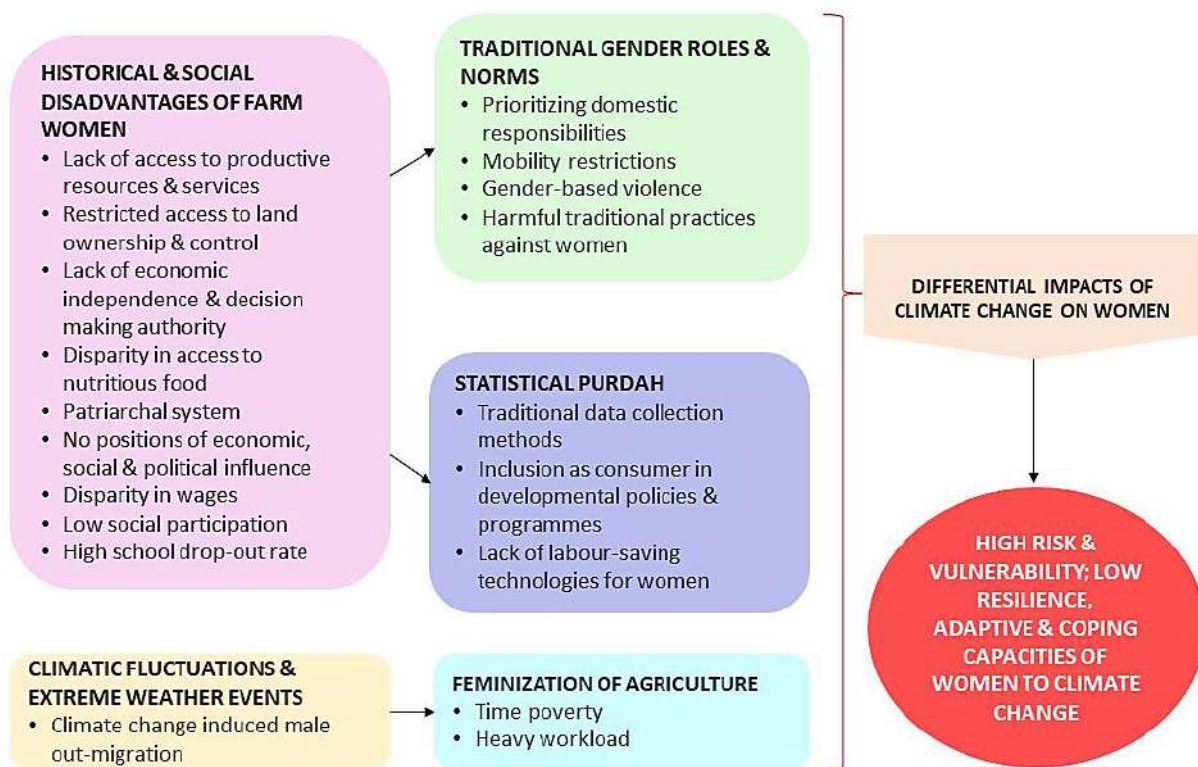 HISTORICAL & SOCIAL
DISADVANTAGES OF FARM
WOMEN
• Lack of access to productive
resources & services
• Restricted access to land
ownership & control
• Lack of economic
independence & decision
making authority
• Disparity in access to
nutritious food
• Patriarchal system
• No positions of economic,
social & political influence
• Disparity in wages
• Low social participation
• High school drop-out rate
TRADITIONAL GENDER ROLES &
NORMS
• Prioritizing domestic
responsibilities
• Mobility restrictions
• Gender-based violence
• Harmful traditional practices
against women
STATISTICAL PURDAH
• Traditional data collection
methods
• Inclusion as consumer in
developmental policies &
programmes
• Lack of labour-saving
technologies for women
CLIMATIC FLUCTUATIONS &
EXTREME WEATHER EVENTS
• Climate change induced male
out-migration
FEMINIZATION OF AGRICULTURE
• Time poverty
• Heavy workload
DIFFERENTIAL IMPACTS OF
CLIMATE CHANGE ON WOMEN
HIGH RISK &
VULNERABILITY; LOW
RESILIENCE,
ADAPTIVE & COPING
CAPACITIES OF
WOMEN TO CLIMATE
CHANGE